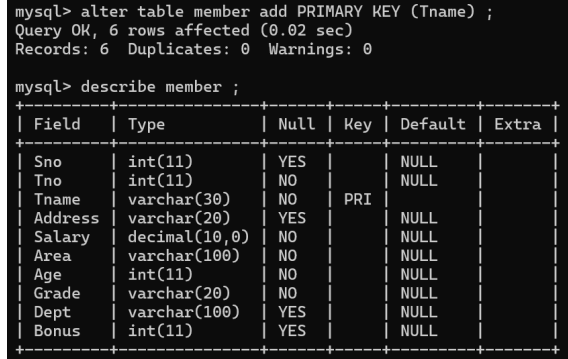 mysql> alter table member add PRIMARY KEY (Tname) ;
Query OK, 6 rows affected (0.02 sec)
Records: 6  Duplicates: 0  Warnings: 0

mysql> describe member ;
+---------+---------------+------+-----+---------+-------+
| Field   | Type          | Null | Key | Default | Extra |
+---------+---------------+------+-----+---------+-------+
| Sno     | int(11)       | YES  |     | NULL    |       |
| Tno     | int(11)       | NO   |     | NULL    |       |
| Tname   | varchar(30)   | NO   | PRI |         |       |
| Address | varchar(20)   | YES  |     | NULL    |       |
| Salary  | decimal(10,0) | NO   |     | NULL    |       |
| Area    | varchar(100)  | NO   |     | NULL    |       |
| Age     | int(11)       | NO   |     | NULL    |       |
| Grade   | varchar(20)   | NO   |     | NULL    |       |
| Dept    | varchar(100)  | YES  |     | NULL    |       |
| Bonus   | int(11)       | YES  |     | NULL    |       |
+---------+---------------+------+-----+---------+-------+